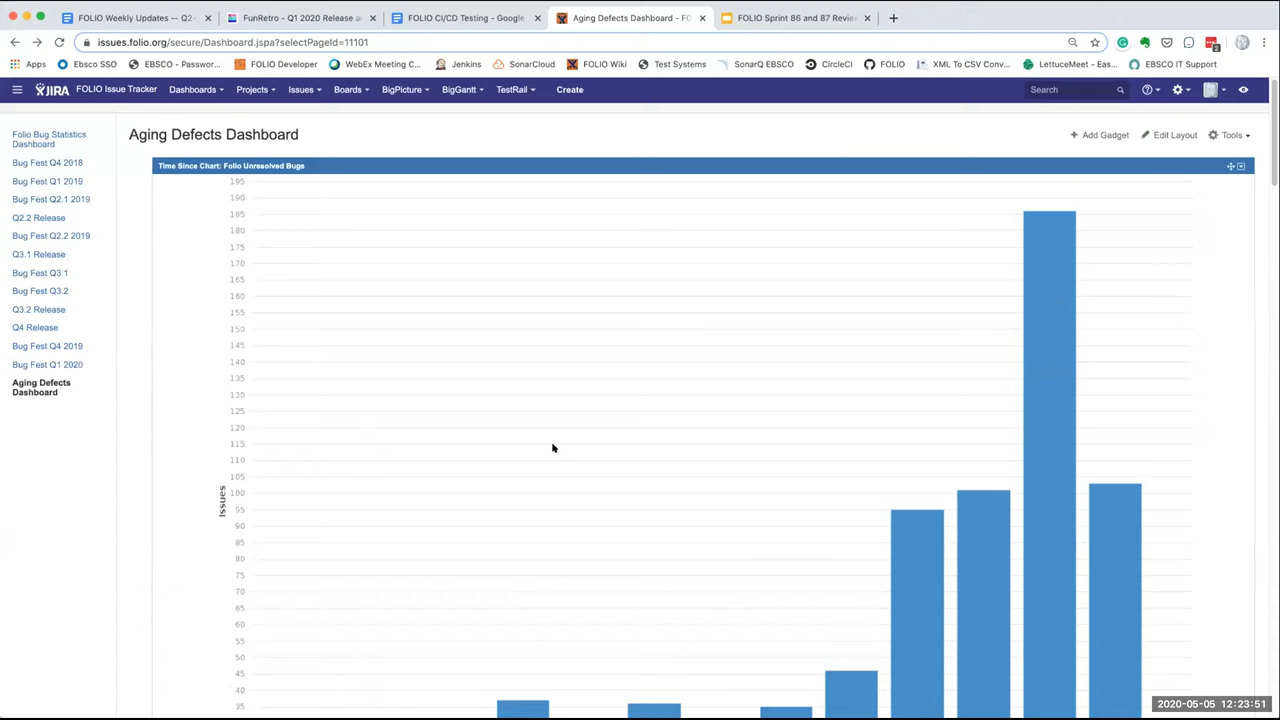 FOLIO Weekly Updates -- Q2-
FunRetro - Q1 2020 Release a
FOLIO CI/CD Testing - Google
Aging Defects Dashboard - FO
FOLIO Sprint 86 and 87 Revie
issues.folio.org/secure/Dashboard.jspa?selectPageId=11101
2
Apps
Ebsco SSO
EBSCO - Passwor...
FOLIO Developer
WebEx Meeting C...
Jenkins
SonarCloud
FOLIO Wiki
Test Systems
SonarQ EBSCO
CircleCI
FOLIO
XML To CSV Conv...
LettuceMeet - Eas...
EBSCO IT Support
JIRA
FOLIO Issue Tracker
Dashboards
Projects
Issues
Boards
BigPicture
BigGantt
TestRail
Create
Search
Folio Bug Statistics
Dashboard
Bug Fest Q4 2018
Bug Fest Q1 2019
Bug Fest Q2.1 2019
Q2.2 Release
Bug Fest Q2.2 2019
Q3.1 Release
Bug Fest Q3.1
Bug Fest Q3.2
Q3.2 Release
Q4 Release
Bug Fest Q4 2019
Bug Fest Q1 2020
Aging Defects
Dashboard
Aging Defects Dashboard
Add Gadget
Edit Layout
Tools
Time Since Chart: Folio Unresolved Bugs
195
190
185
180
175
170
165
160
155
150
145
140
135
130
125
120
115
110
105
100
95
90
85
80
75
70
65
60
55
50
45
40
35
Issues
2020-05-05 12:23:51